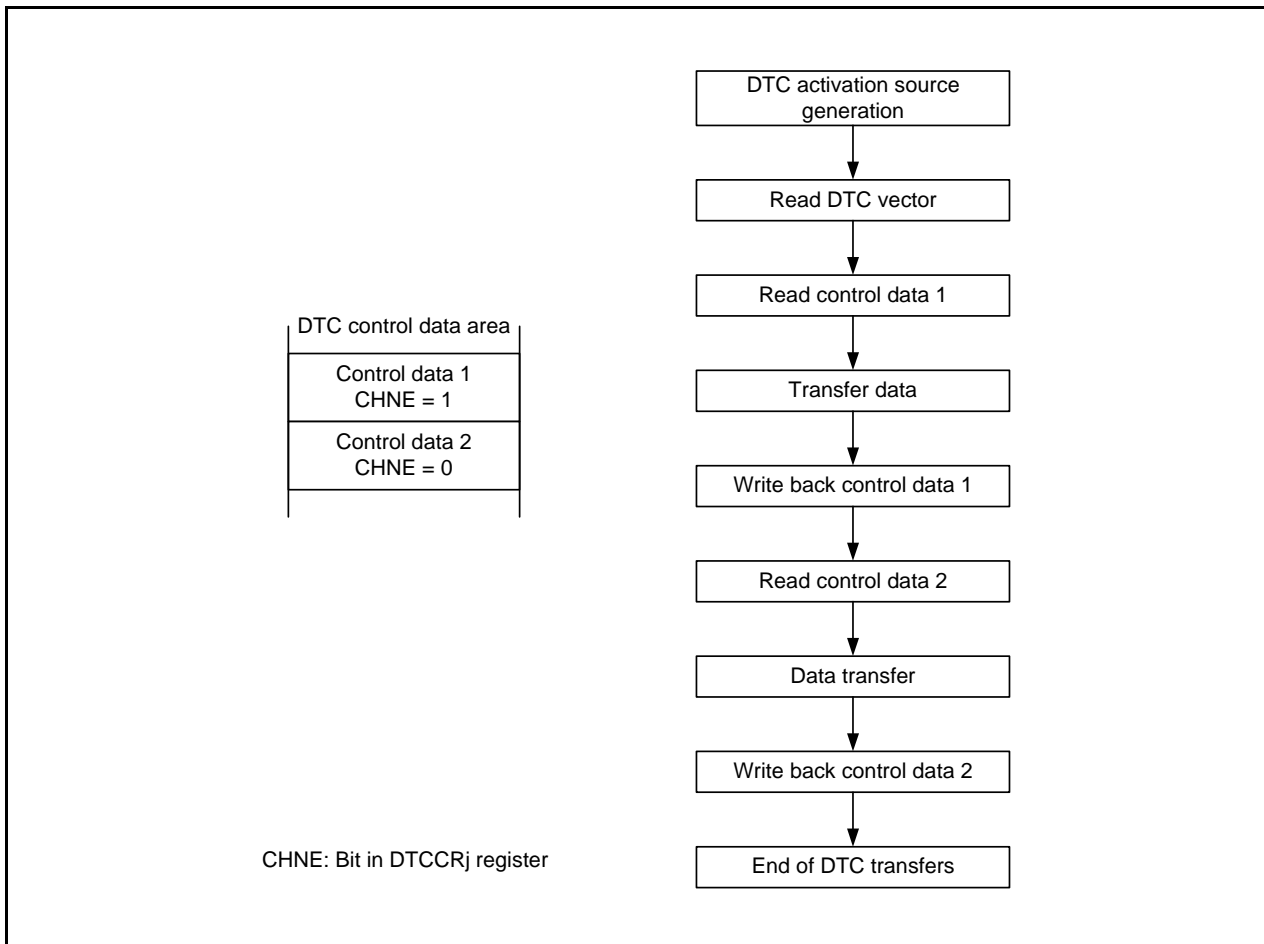 DTC activation source
generation
Read DTC vector
Read control data 1
Transfer data
Write back control data 1
Read control data 2
Data transfer
Write back control data 2
End of DTC transfers
DTC control data area
Control data 1
CHNE = 1
Control data 2
CHNE = 0
CHNE: Bit in DTCCRj register